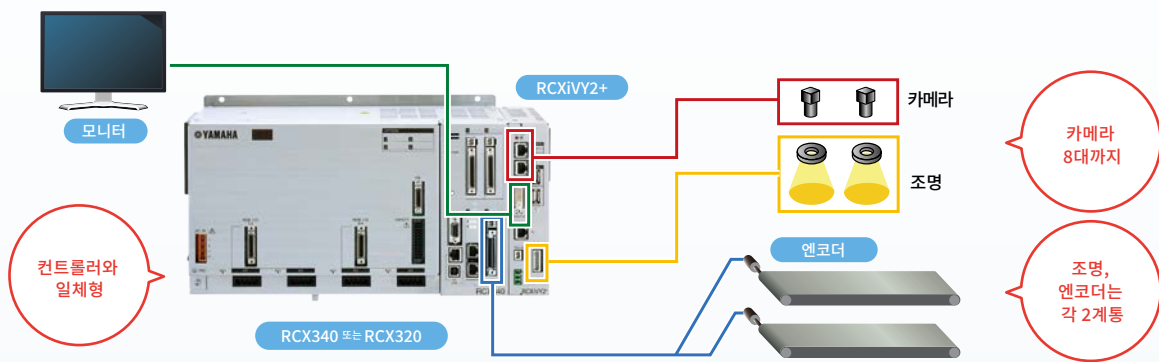 모니터
YAMAHA
RCXiVY2+
카메라
카메라
8대까지
조명
컨트롤러와
일체형
엔코더
조명,
엔코더는
각 2계통
RCX340
RCXiVY2+
RCX340 또는 RCX320